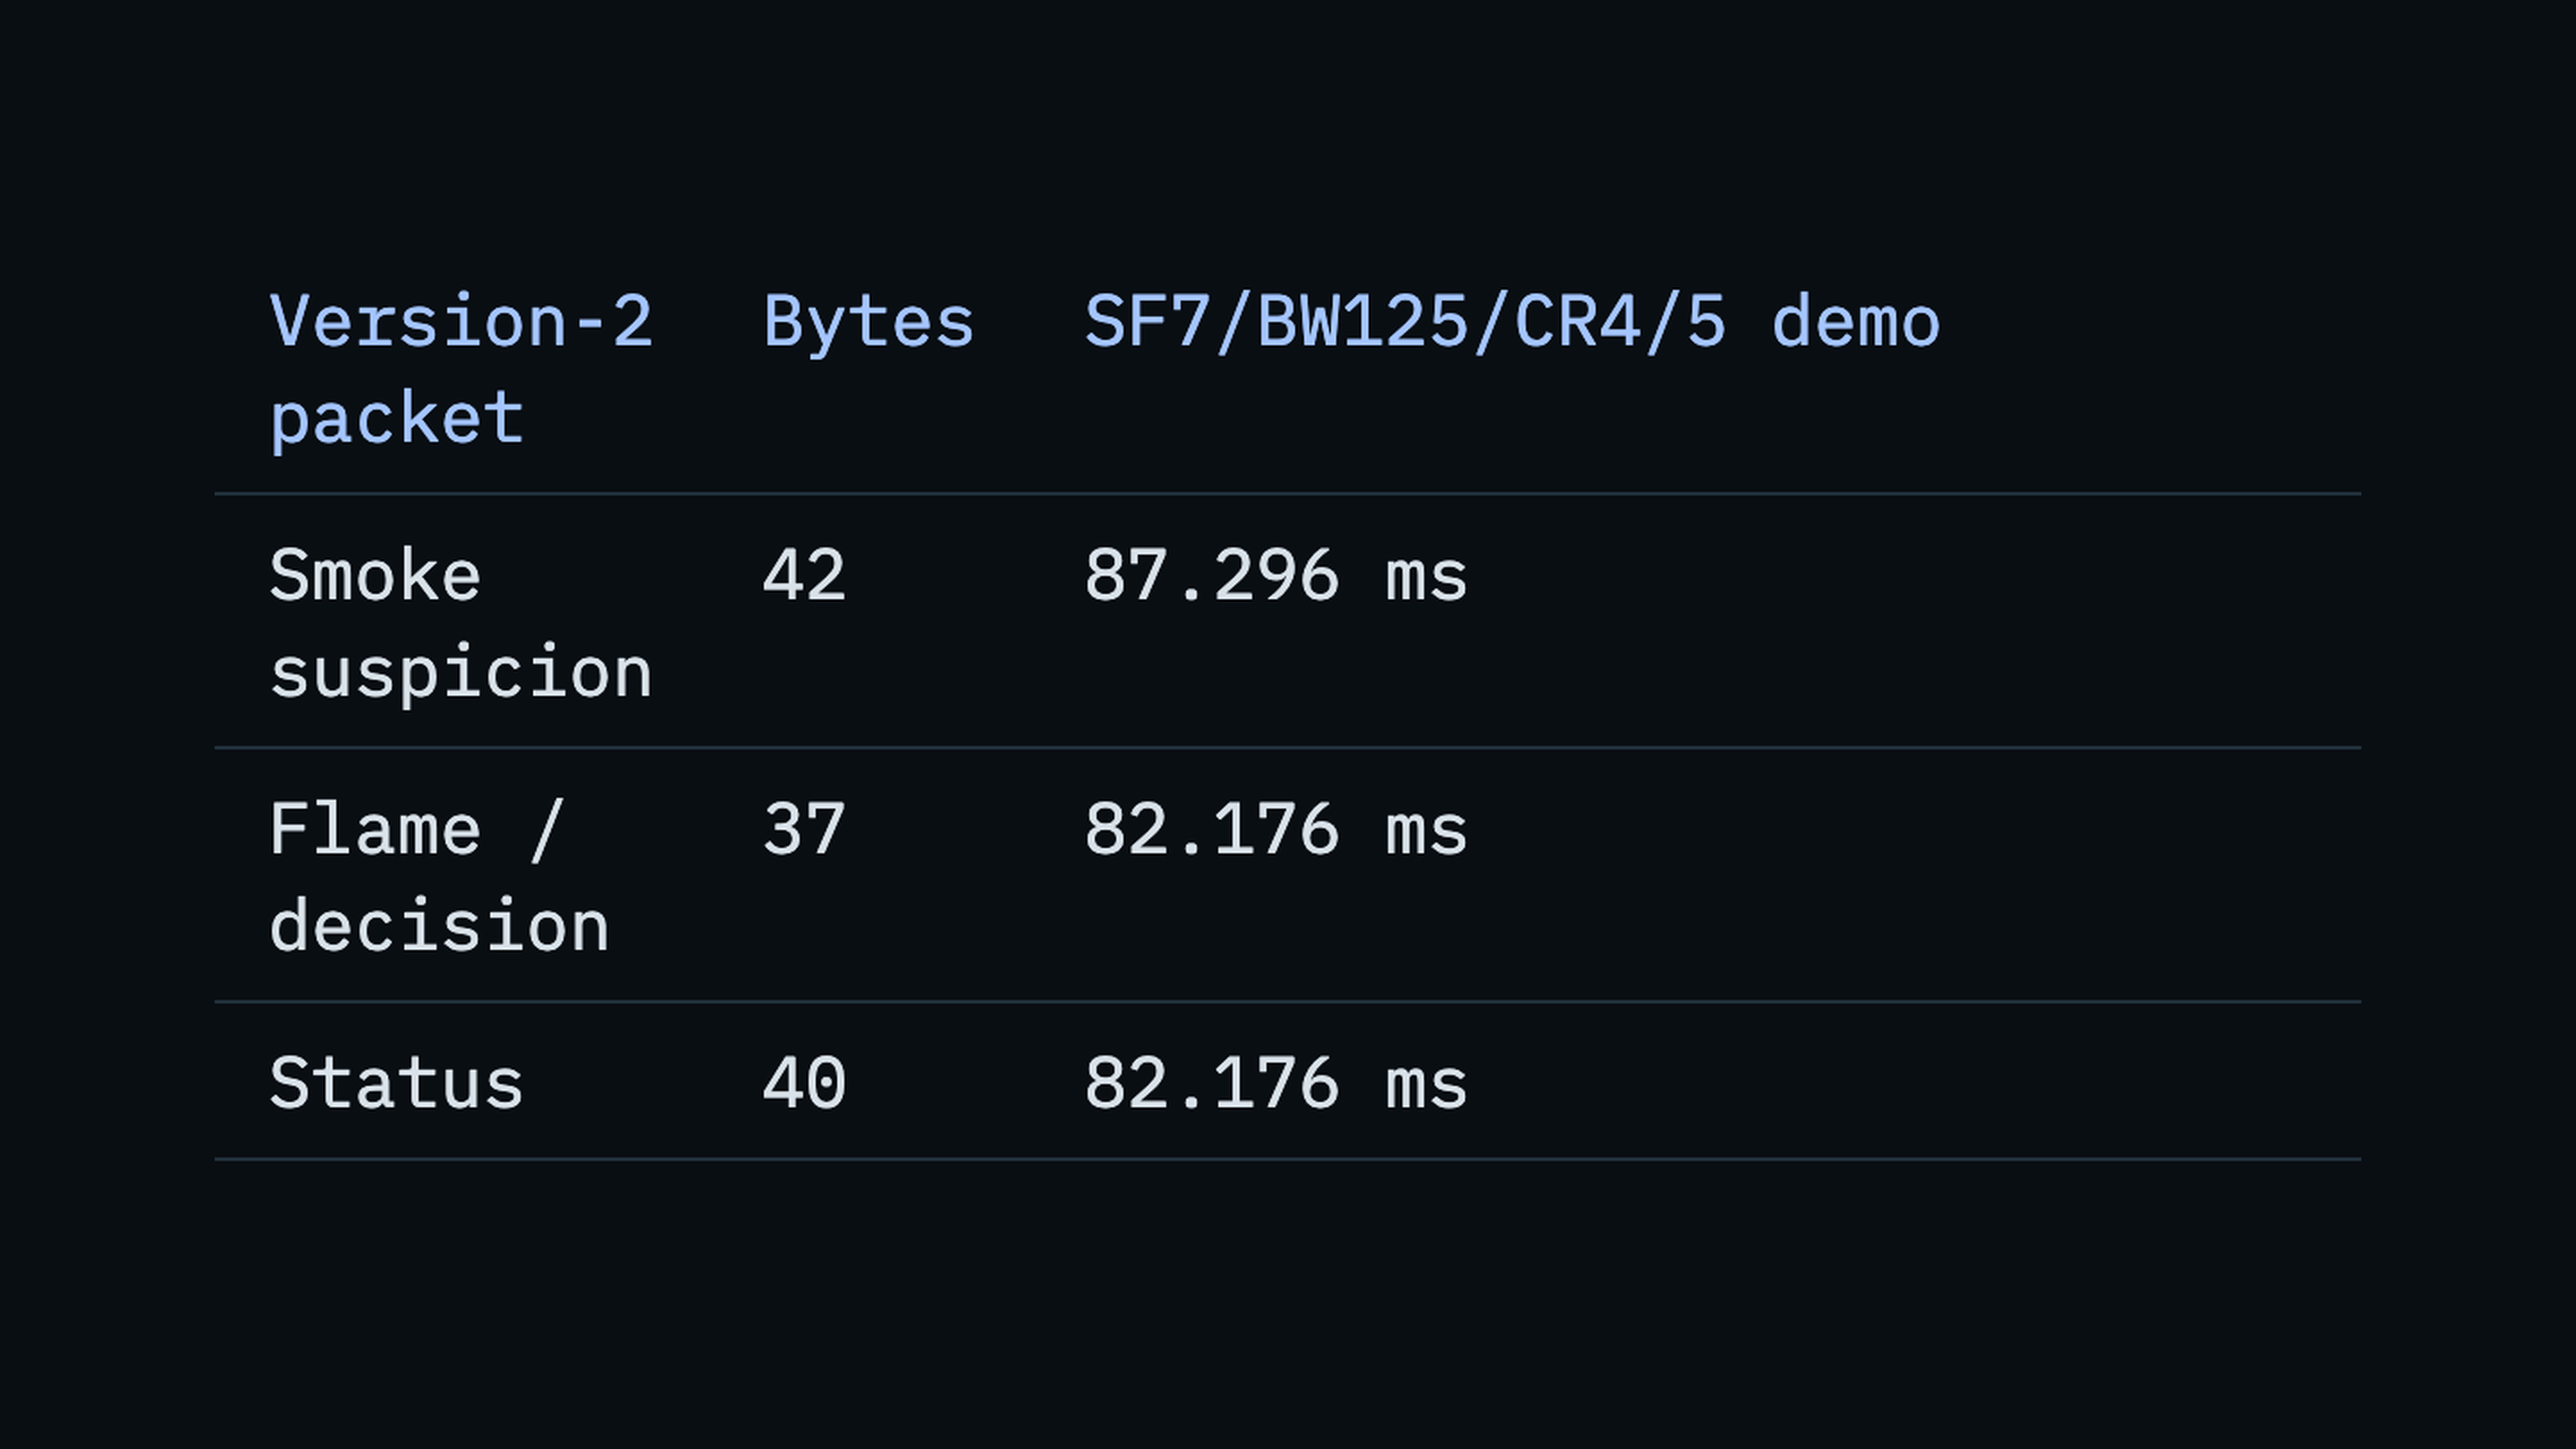 Version-2 packet Bytes SF7/BW125/CR4/5 demo
Smoke suspicion 42 87.296 ms
Flame / decision 37 82.176 ms
Status 40 82.176 ms